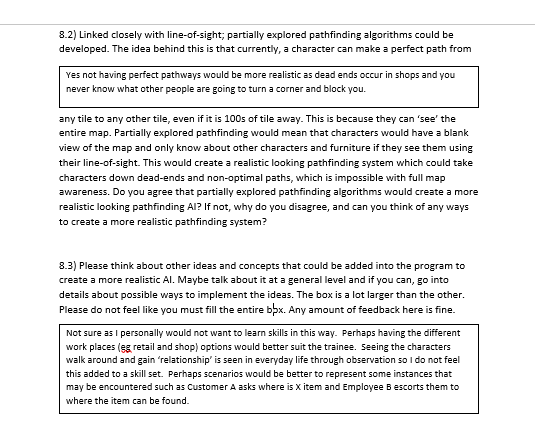 8.2) Linked closely with line-of-sight; partially explored pathfinding algorithms could be
developed. The idea behind this is that currently, a character can make a perfect path from
Yes not having perfect pathways would be more realistic as dead ends occur in shops and you
never know what other people are going to turn a corner and block you.
any tile to any other tile, even if it is 100s of tile away. This is because they can 'see' the
entire map. Partially explored pathfinding would mean that characters would have a blank
view of the map and only know about other characters and furniture if they see them using
their line-of-sight. This would create a realistic looking pathfinding system which could take
characters down dead-ends and non-optimal paths, which is impossible with full map
awareness. Do you agree that partially explored pathfinding algorithms would create a more
realistic looking pathfinding AI? If not, why do you disagree, and can you think of any ways
to create a more realistic pathfinding system?
8.3) Please think about other ideas and concepts that could be added into the program to
create a more realistic AI. Maybe talk about it at a general level and if you can, go into
details about possible ways to implement the ideas. The box is a lot larger than the other.
Please do not feel like you must fill the entire box. Any amount of feedback here is fine.
Not sure as I personally would not want to learn skills in this way. Perhaps having the different
work places (eg retail and shop) options would better suit the trainee. Seeing the characters
walk around and gain 'relationship' is seen in everyday life through observation so I do not feel
this added to a skill set. Perhaps scenarios would be better to represent some instances that
may be encountered such as Customer A asks where is X item and Employee B escorts them to
where the item can be found.